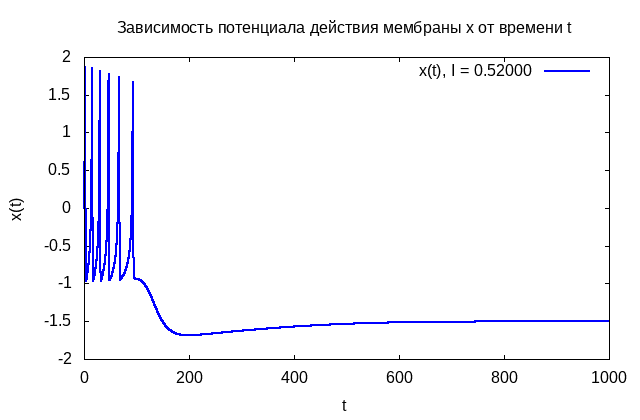 Зависимость потенциала действия мембраны x от времени t
x(t), I = 0.52000
2
1.5
1
0.5
0
-0.5
-1
-1.5
-2
x(t)
0 200 400 600 800 1000
t